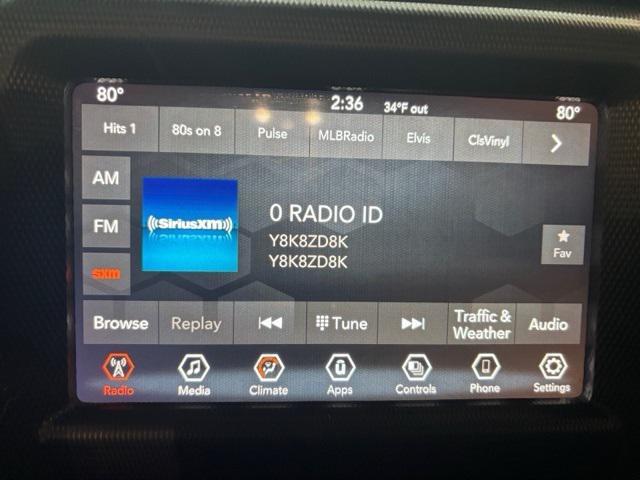 80° 2:36 34°F out 80°
Hits 1 80s on 8 Pulse MLBRadio Elvis ClsVinyl
AM
FM
sxm
((SiriusXM))
0 RADIO ID
Y8K8ZD8K
Y8K8ZD8K
Fav
Browse Replay Tune Traffic & Weather Audio
Radio Media Climate Apps Controls Phone Settings